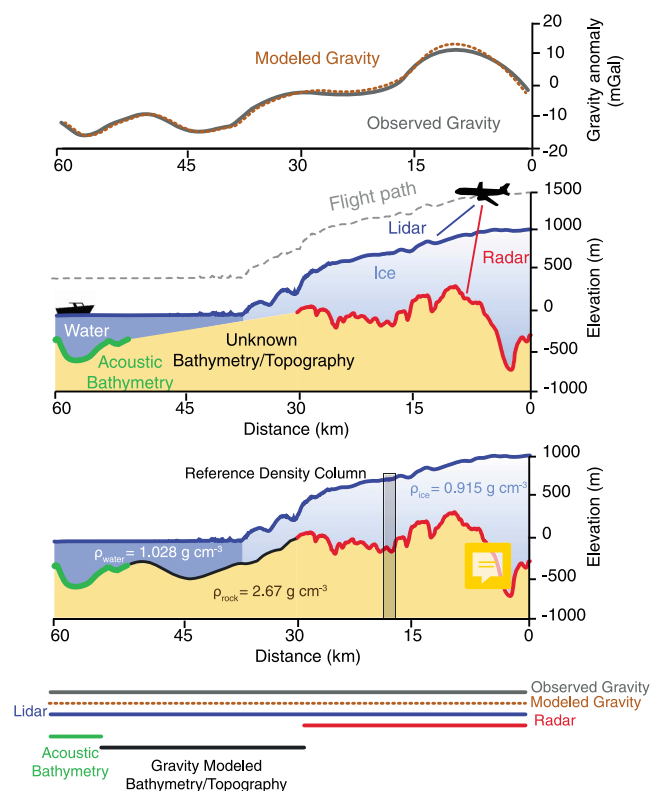 20
10
0
-10
-20
Gravity anomaly
(mGal)
Modeled Gravity
Observed Gravity
60
45
30
15
0
1500
1000
500
0
-500
-1000
Elevation (m)
Flight path
Lidar
Radar
Ice
Water
Unknown
Bathymetry/Topography
Acoustic
Bathymetry
60
45
30
15
0
Distance (km)
1000
500
0
-500
-1000
Elevation (m)
Reference Density Column
ρice = 0.915 g cm-3
ρwater = 1.028 g cm-3
ρrock = 2.67 g cm-3
60
45
30
15
0
Distance (km)
Observed Gravity
Modeled Gravity
Lidar
Radar
Acoustic
Bathymetry
Gravity Modeled
Bathymetry/Topography